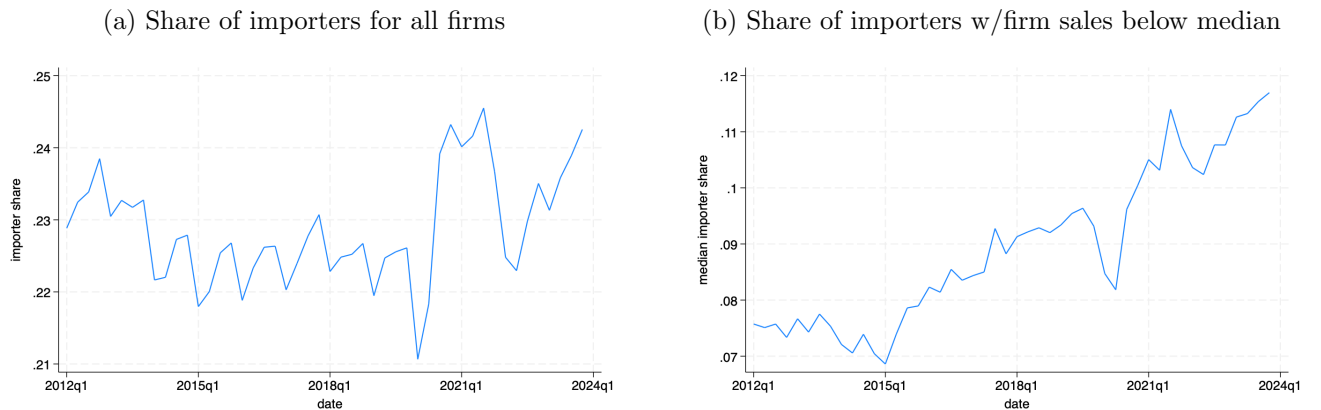 (a) Share of importers for all firms
.25
.24
.23
.22
.21
importer share
2012q1 2015q1 2018q1 2021q1 2024q1
date
(b) Share of importers w/firm sales below median
.12
.11
.1
.09
.08
.07
median importer share
2012q1 2015q1 2018q1 2021q1 2024q1
date